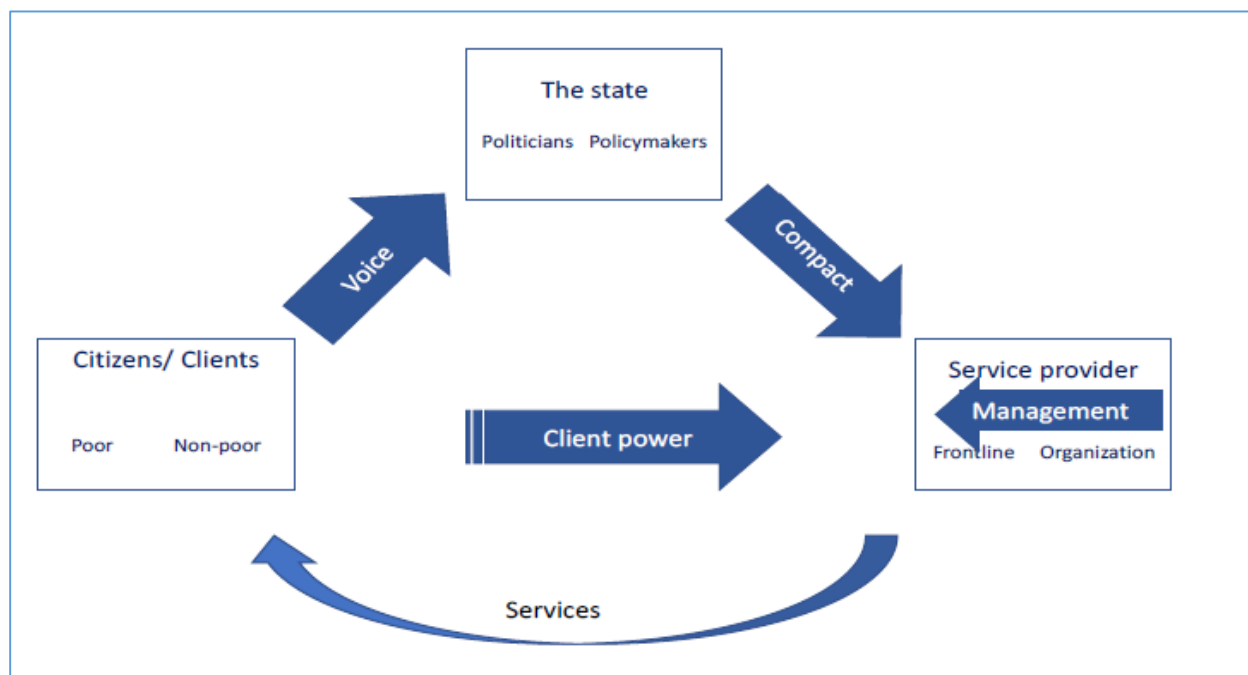 The state
Politicians Policymakers
Voice
Compact
Citizens/ Clients
Poor Non-poor
Client power
Service provider
Management
Frontline Organization
Services